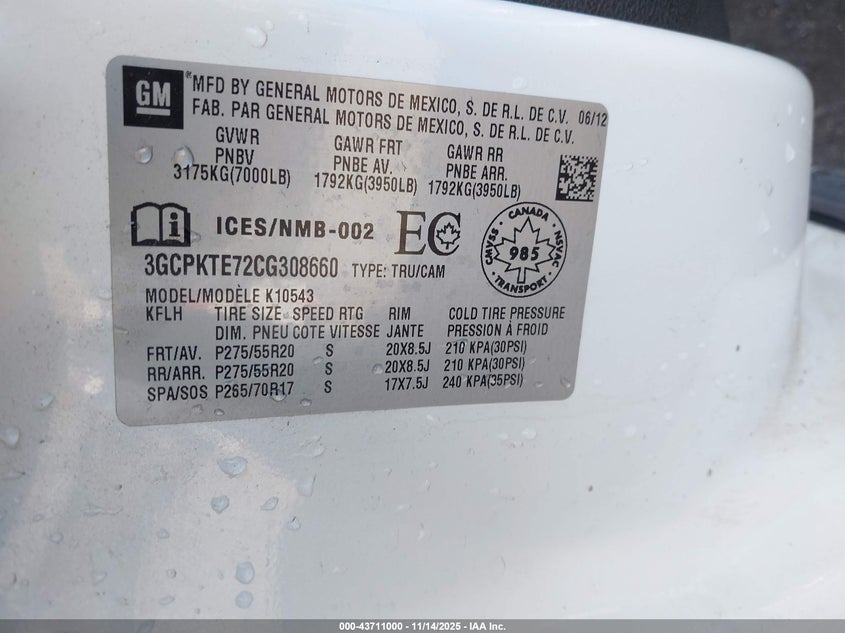 GM
®MFD BY GENERAL MOTORS DE MEXICO, S. DE R.L. DE C.V. 06/12
FAB. PAR GENERAL MOTORS DE MEXICO, S. DE R.L. DE C.V.
GVWR GAWR FRT GAWR RR
PNBV PNBE AV. PNBE ARR.
3175KG(7000LB) 1792KG(3950LB) 1792KG(3950LB)
i ICES/NMB-002 EC
CANADA
CMVSS 985 NSVAC
TRANSPORT
3GCPKTE72CG308660 TYPE: TRU/CAM
MODEL/MODÈLE K10543
KFLH TIRE SIZE SPEED RTG RIM COLD TIRE PRESSURE
DIM. PNEU COTE VITESSE JANTE PRESSION À FROID
FRT/AV. P275/55R20 S 20X8.5J 210 KPA(30PSI)
RR/ARR. P275/55R20 S 20X8.5J 210 KPA(30PSI)
SPA/SOS P265/70R17 S 17X7.5J 240 KPA(35PSI)
000-43711000 - 11/14/2025 - IAA Inc.